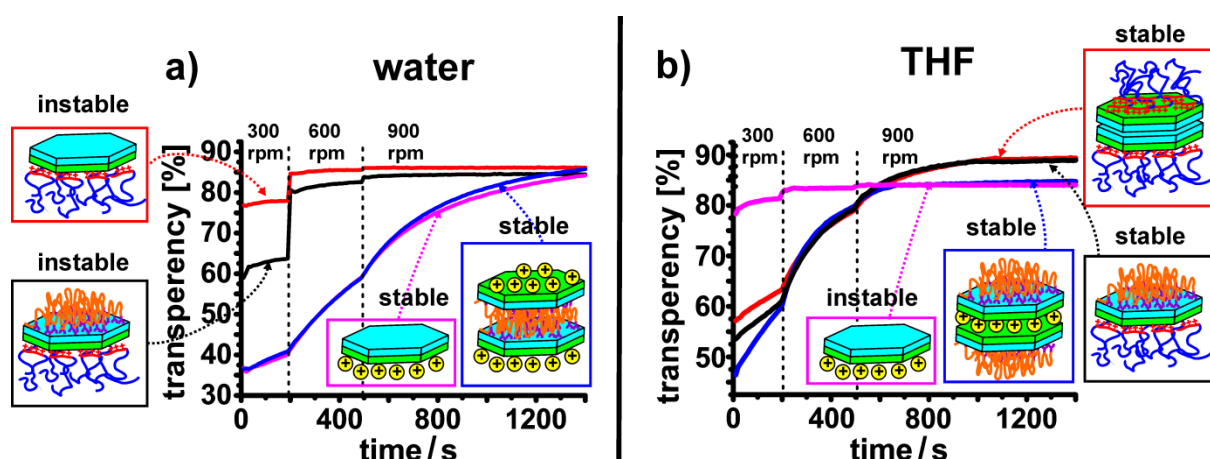 a) water
instable
300 rpm
600 rpm
900 rpm
transperency [%]
90
80
70
60
50
40
30
instable
stable
stable
+ + + + + +
+ + + + +
+ + + + + +
0 400 800 1200
time / s
b) THF
stable
300 rpm
600 rpm
900 rpm
transperency [%]
90
80
70
60
50
instable
stable
+ + + + + +
+ + + + +
0 400 800 1200
time / s